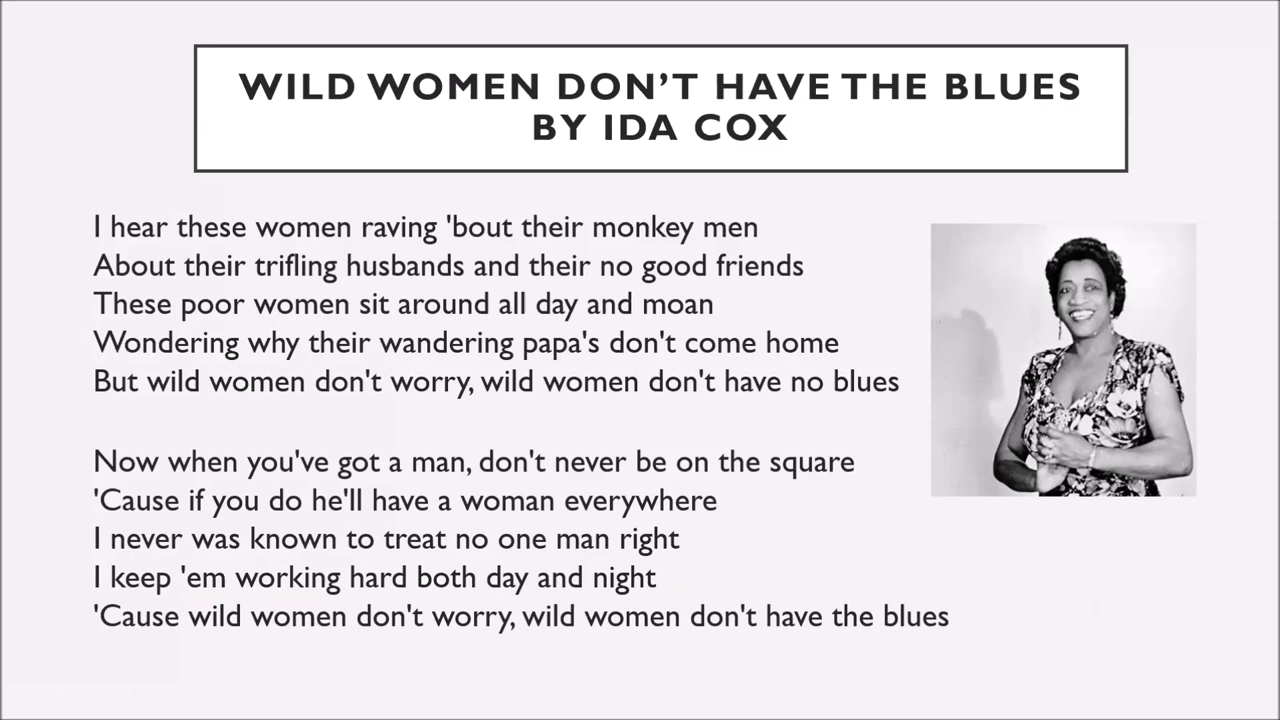 WILD WOMEN DON’T HAVE THE BLUES
BY IDA COX
I hear these women raving 'bout their monkey men
About their trifling husbands and their no good friends
These poor women sit around all day and moan
Wondering why their wandering papa's don't come home
But wild women don't worry, wild women don't have no blues
Now when you've got a man, don't never be on the square
'Cause if you do he'll have a woman everywhere
I never was known to treat no one man right
I keep 'em working hard both day and night
'Cause wild women don't worry, wild women don't have the blues